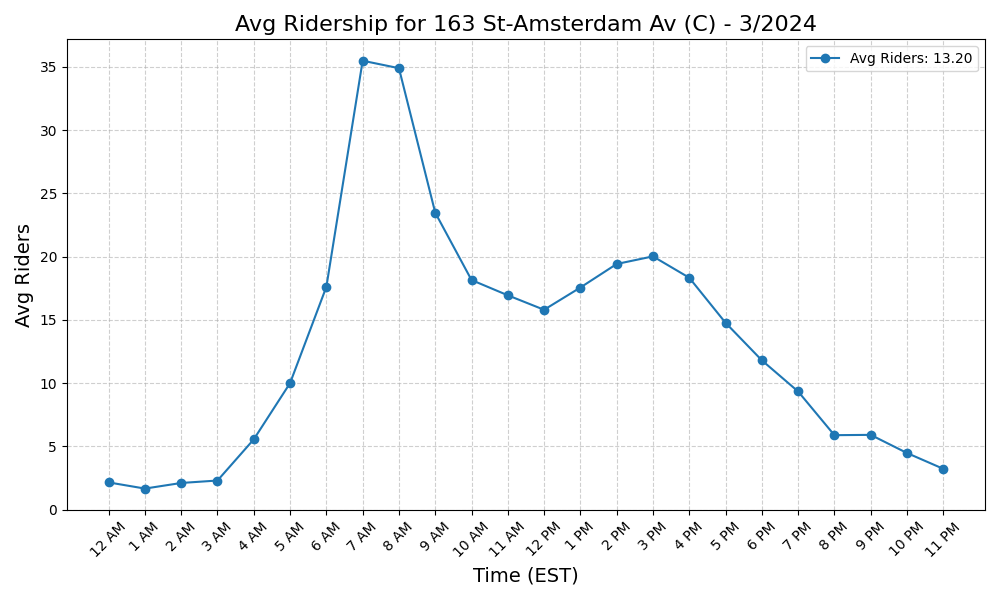 Avg Ridership for 163 St-Amsterdam Av (C) - 3/2024
Avg Riders: 13.20
Avg Riders
35
30
25
20
15
10
5
0
12 AM
1 AM
2 AM
3 AM
4 AM
5 AM
6 AM
7 AM
8 AM
9 AM
10 AM
11 AM
12 PM
1 PM
2 PM
3 PM
4 PM
5 PM
6 PM
7 PM
8 PM
9 PM
10 PM
11 PM
Time (EST)